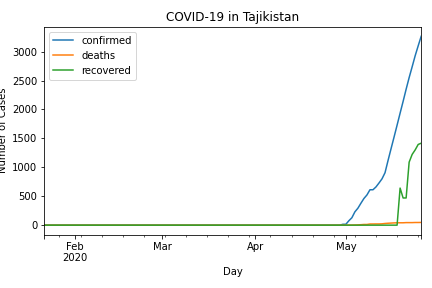 COVID-19 in Tajikistan
confirmed
deaths
recovered
3000
2500
2000
1500
1000
500
0
Number of Cases
Feb
2020
Mar
Apr
May
Day